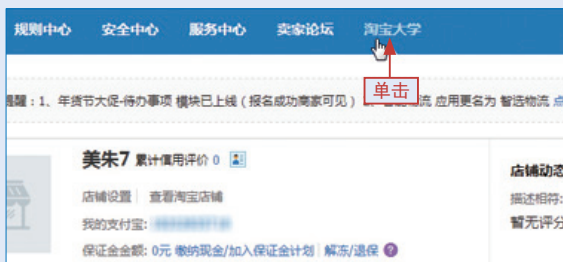 规则中心 安全中心 服务中心 卖家论坛 淘宝大学
单击
醒：1、年货节大促-待办事项 模块已上线（报名成功商家可见） 物流 应用更名为 智选物流 点
美朱7 累计信用评价 0
店铺设置 查看淘宝店铺
我的支付宝：
保证金金额：0元 缴纳现金/加入保证金计划 解冻/退保 ?
店铺动态
描述相符：
暂无评分